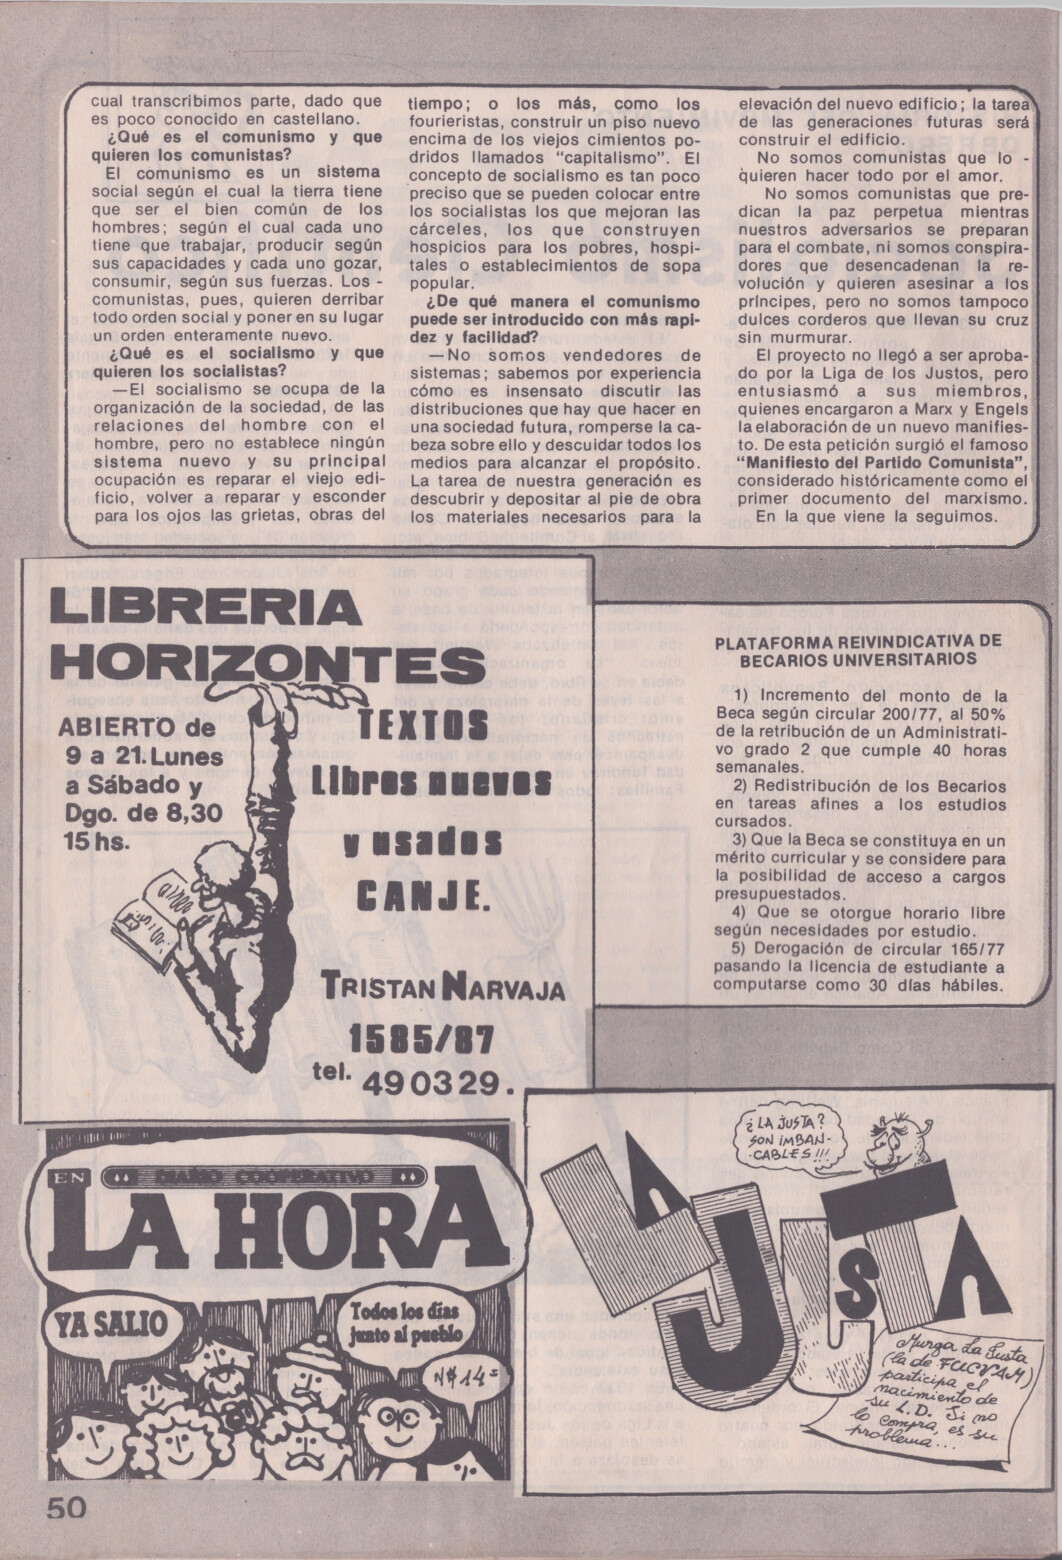 cual transcribimos parte, dado que
es poco conocido en castellano.
¿Qué es el comunismo y que
quieren los comunistas?
El comunismo es un sistema
social según el cual la tierra tiene
que ser el bien común de los
hombres; según el cual cada uno
tiene que trabajar, producir según
sus capacidades y cada uno gozar,
consumir, según sus fuerzas. Los -
comunistas, pues, quieren derribar
todo orden social y poner en su lugar
un orden enteramente nuevo.
¿Qué es el socialismo y que
quieren los socialistas?
—El socialismo se ocupa de la
organización de la sociedad, de las
relaciones del hombre con el
hombre, pero no establece ningún
sistema nuevo y su principal
ocupación es reparar el viejo edi-
ficio, volver a reparar y esconder
para los ojos las grietas, obras del
tiempo; o los más, como los
fourieristas, construir un piso nuevo
encima de los viejos cimientos po-
dridos llamados "capitalismo". El
concepto de socialismo es tan poco
preciso que se pueden colocar entre
los socialistas los que mejoran las
cárceles, los que construyen
hospicios para los pobres, hospi-
tales o establecimientos de sopa
popular.
¿De qué manera el comunismo
puede ser introducido con más rapi-
dez y facilidad?
—No somos vendedores de
sistemas; sabemos por experiencia
cómo es insensato discutir las
distribuciones que hay que hacer en
una sociedad futura, romperse la ca-
beza sobre ello y descuidar todos los
medios para alcanzar el propósito.
La tarea de nuestra generación es
descubrir y depositar al pie de obra
los materiales necesarios para la
elevación del nuevo edificio; la tarea
de las generaciones futuras será
construir el edificio.
No somos comunistas que lo -
quieren hacer todo por el amor.
No somos comunistas que pre-
dican la paz perpetua mientras
nuestros adversarios se preparan
para el combate, ni somos conspira-
dores que desencadenan la re-
volución y quieren asesinar a los
príncipes, pero no somos tampoco
dulces corderos que llevan su cruz
sin murmurar.
El proyecto no llegó a ser aproba-
do por la Liga de los Justos, pero
entusiasmó a sus miembros,
quienes encargaron a Marx y Engels
la elaboración de un nuevo manifies-
to. De esta petición surgió el famoso
"Manifiesto del Partido Comunista",
considerado históricamente como el
primer documento del marxismo.
En la que viene la seguimos.
LIBRERIA
HORIZONTES
ABIERTO de
9 a 21. Lunes
a Sábado y
Dgo. de 8,30
15 hs.
TEXTOS
Libros nuevos
y usados
CANJE.
TRISTAN NARVAJA
1585/87
tel. 490329.
PLATAFORMA REIVINDICATIVA DE
BECARIOS UNIVERSITARIOS
1) Incremento del monto de la
Beca según circular 200/77, al 50%
de la retribución de un Administrati-
vo grado 2 que cumple 40 horas
semanales.
2) Redistribución de los Becarios
en tareas afines a los estudios
cursados.
3) Que la Beca se constituya en un
mérito curricular y se considere para
la posibilidad de acceso a cargos
presupuestados.
4) Que se otorgue horario libre
según necesidades por estudio.
5) Derogación de circular 165/77
pasando la licencia de estudiante a
computarse como 30 días hábiles.
EN
DIARIO COOPERATIVO
LA HORA
YA SALIO
Todos los días
junto al pueblo
N$ 14=
¿LA JUSTA?
SON IMBAN-
CABLES!!!
LA
JUSTA
Murga La Justa
(la de FUCVAM)
participa el
nacimiento de
su L.D. Si no
lo compra, es su
problema...
50